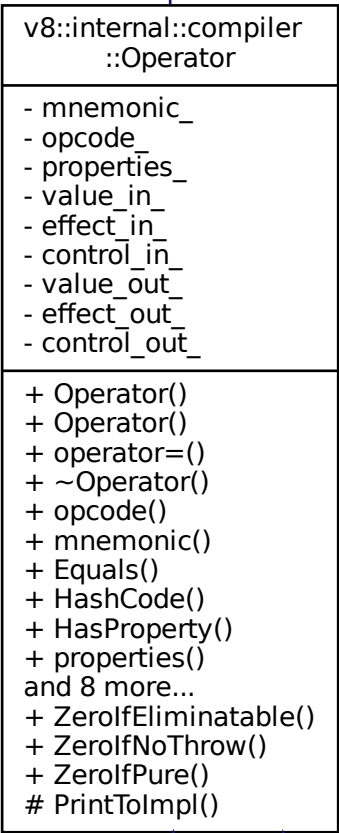 v8::internal::compiler
::Operator
- mnemonic_
- opcode_
- properties_
- value_in_
- effect_in_
- control_in_
- value_out_
- effect_out_
- control_out_
+ Operator()
+ Operator()
+ operator=()
+ ~Operator()
+ opcode()
+ mnemonic()
+ Equals()
+ HashCode()
+ HasProperty()
+ properties()
and 8 more...
+ ZeroIfEliminatable()
+ ZeroIfNoThrow()
+ ZeroIfPure()
# PrintToImpl()